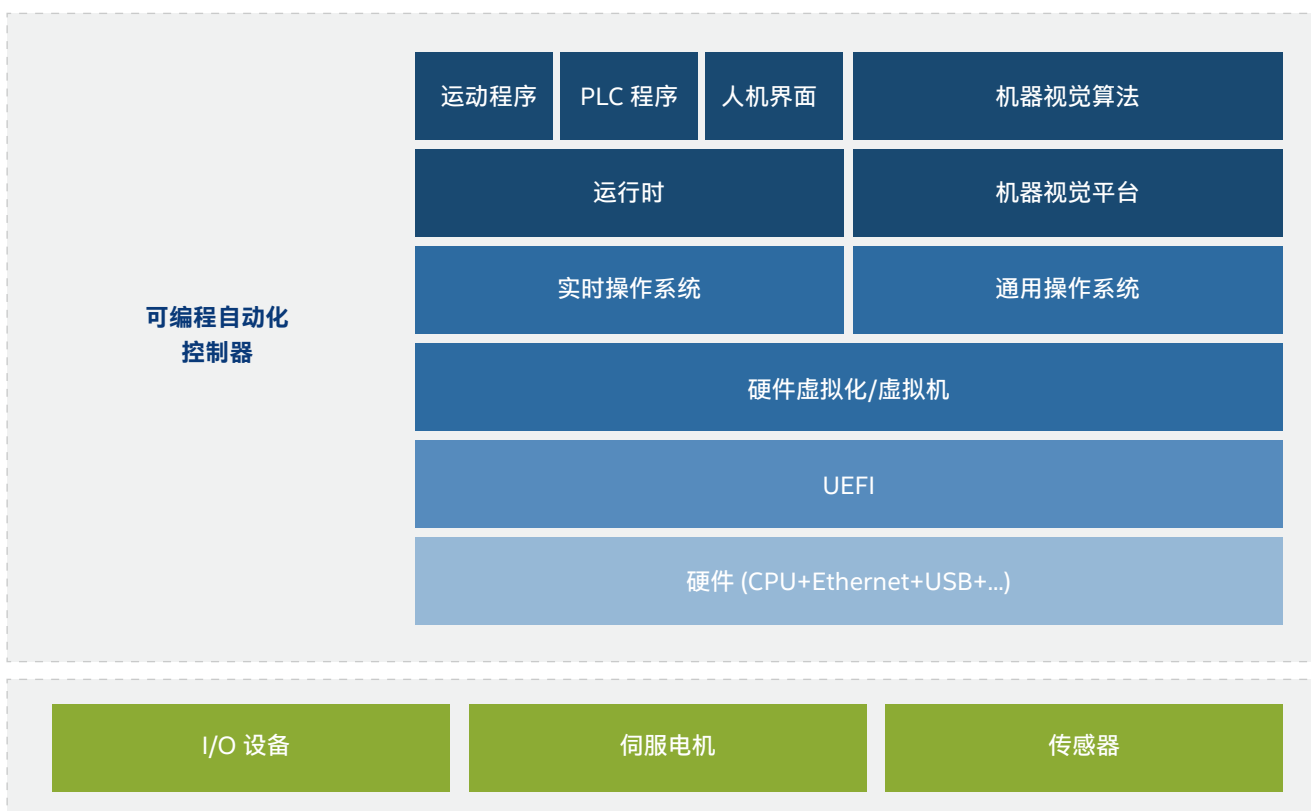 运动程序
PLC 程序
人机界面
机器视觉算法
运行时
机器视觉平台
实时操作系统
通用操作系统
可编程自动化
控制器
硬件虚拟化/虚拟机
UEFI
硬件 (CPU+Ethernet+USB+...)
I/O 设备
伺服电机
传感器